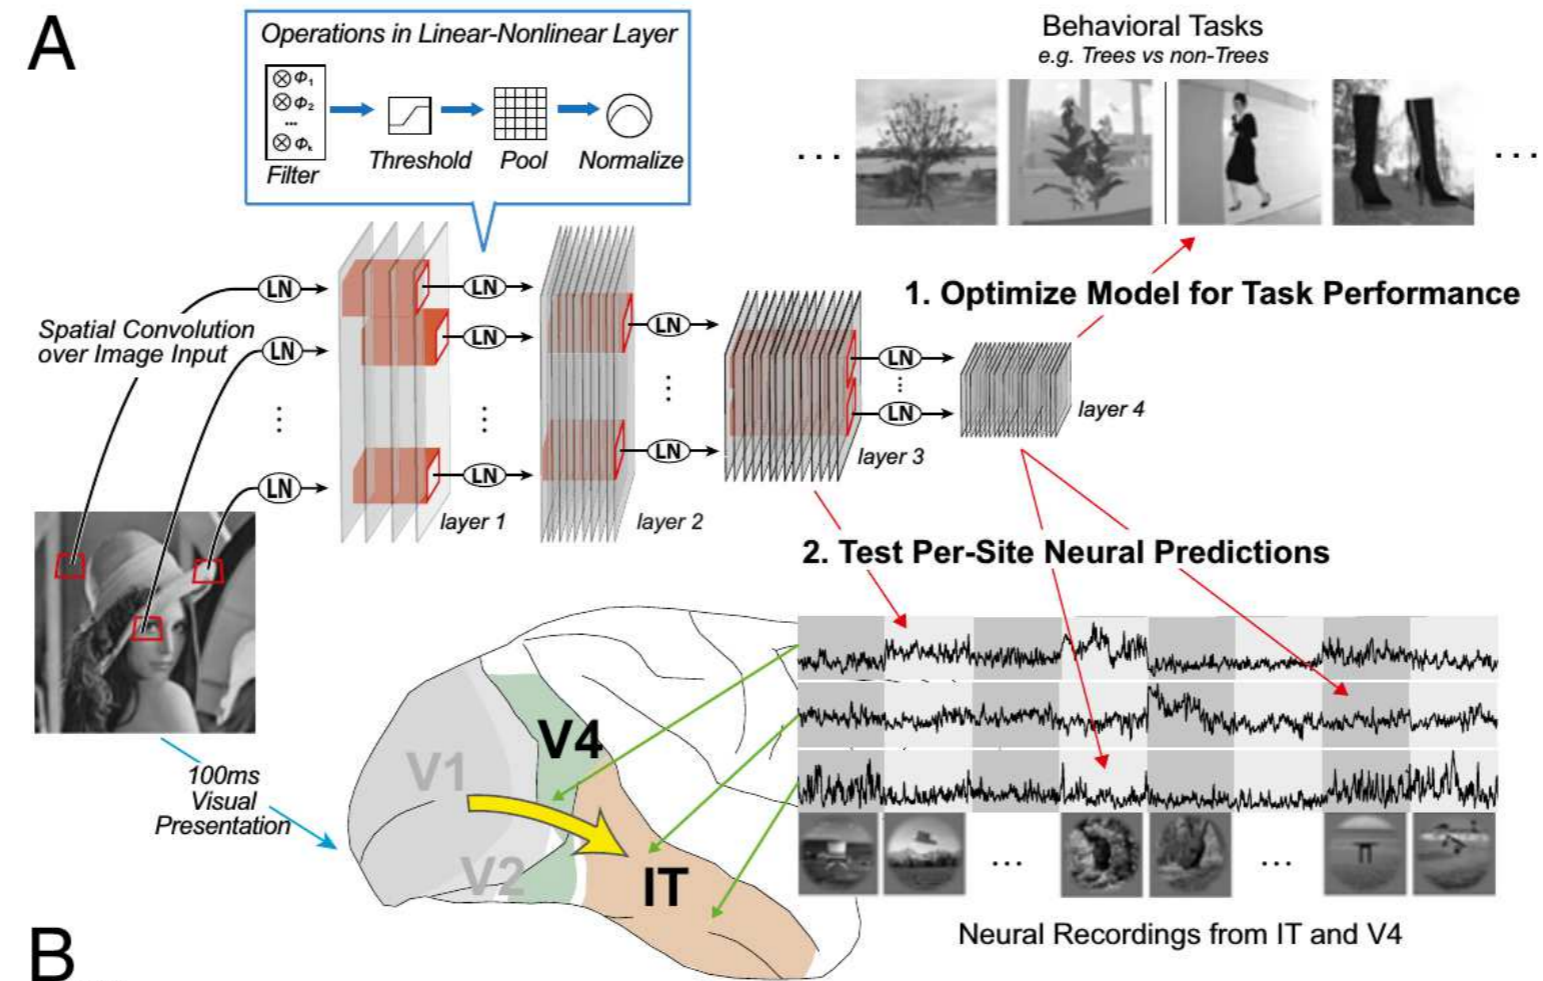 A
Operations in Linear-Nonlinear Layer
⊗ Φ1
⊗ Φ2
...
⊗ Φk
Filter
Threshold
Pool
Normalize
Behavioral Tasks
e.g. Trees vs non-Trees
...
...
1. Optimize Model for Task Performance
Spatial Convolution
over Image Input
LN
LN
LN
LN
LN
LN
LN
LN
LN
LN
layer 1
layer 2
layer 3
layer 4
2. Test Per-Site Neural Predictions
100ms
Visual
Presentation
V1
V2
V4
IT
...
...
Neural Recordings from IT and V4
B